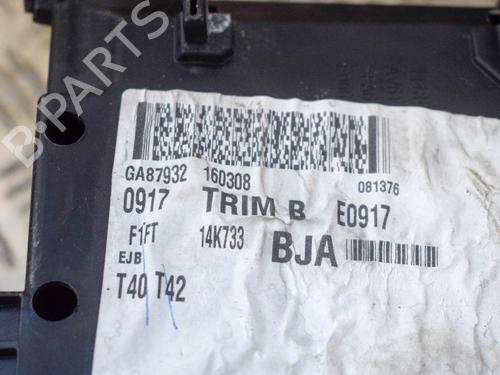 GA87932 160308 081376
0917 TRIM B E0917
F1FT 14K733 BJA
EJB
T40 T42
B-PARTS